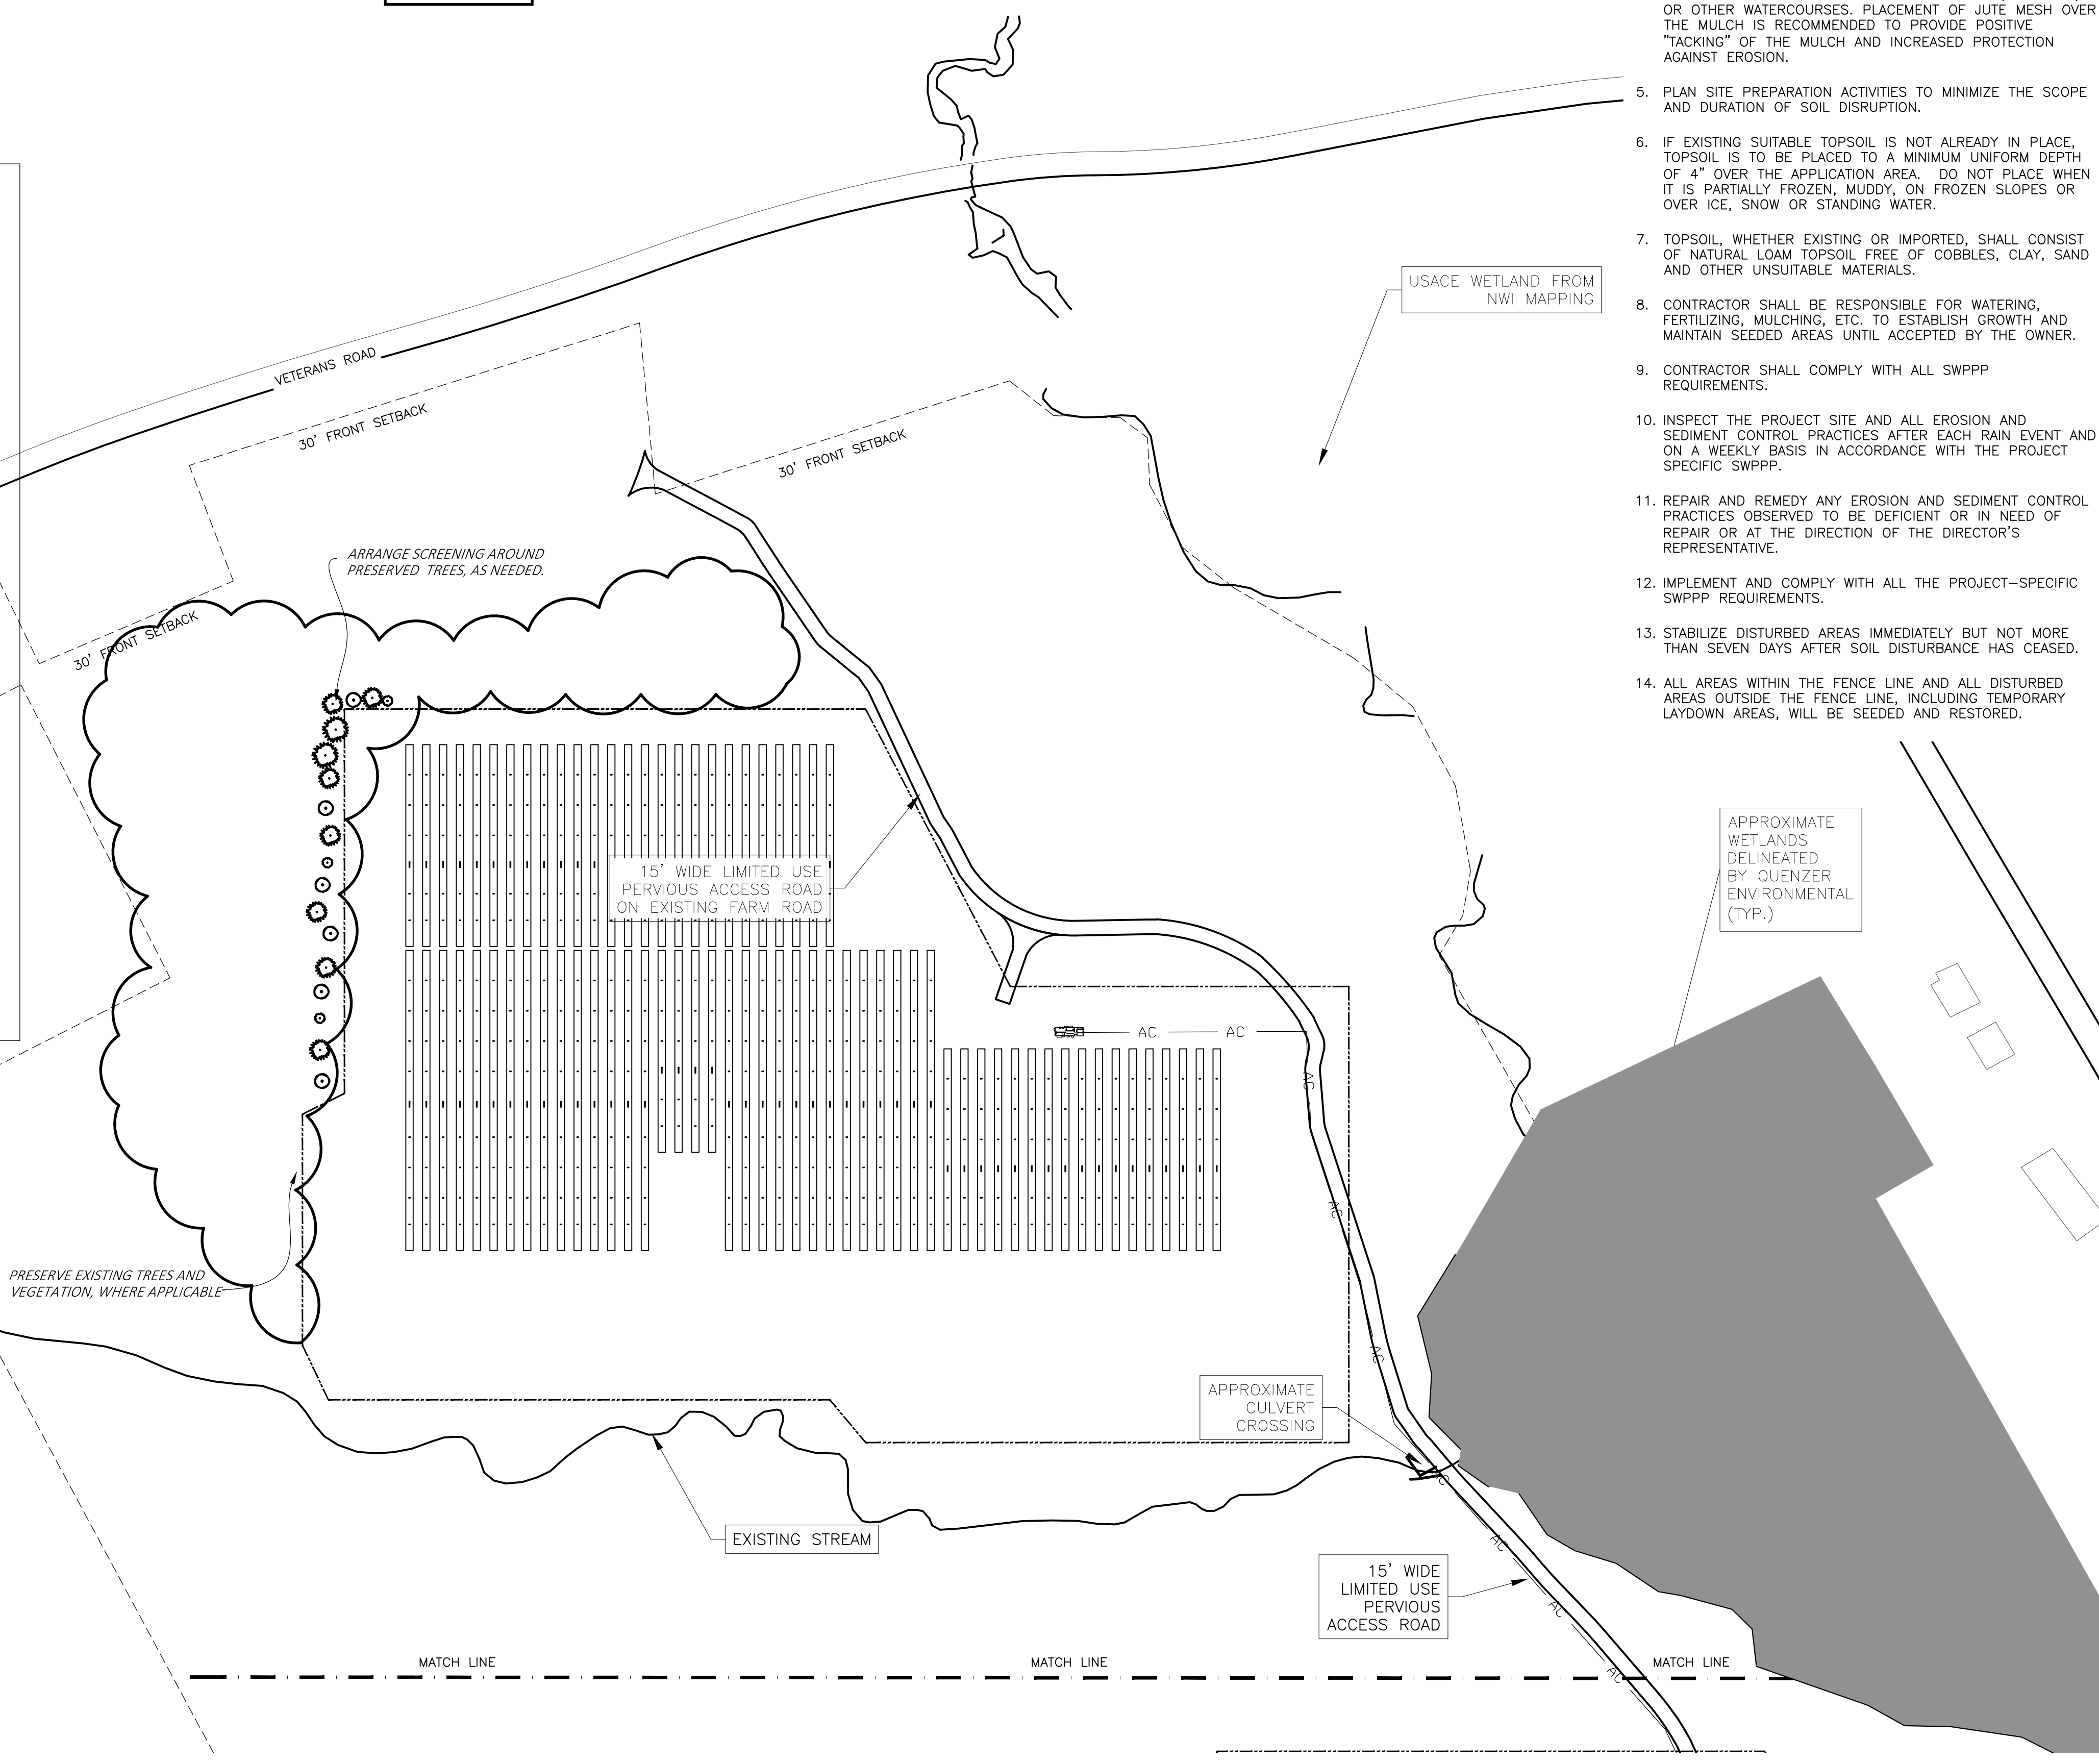 OR OTHER WATERCOURSES. PLACEMENT OF JUTE MESH OVER
THE MULCH IS RECOMMENDED TO PROVIDE POSITIVE
"TACKING" OF THE MULCH AND INCREASED PROTECTION
AGAINST EROSION.
5. PLAN SITE PREPARATION ACTIVITIES TO MINIMIZE THE SCOPE
AND DURATION OF SOIL DISRUPTION.
6. IF EXISTING SUITABLE TOPSOIL IS NOT ALREADY IN PLACE,
TOPSOIL IS TO BE PLACED TO A MINIMUM UNIFORM DEPTH
OF 4" OVER THE APPLICATION AREA. DO NOT PLACE WHEN
IT IS PARTIALLY FROZEN, MUDDY, ON FROZEN SLOPES OR
OVER ICE, SNOW OR STANDING WATER.
7. TOPSOIL, WHETHER EXISTING OR IMPORTED, SHALL CONSIST
OF NATURAL LOAM TOPSOIL FREE OF COBBLES, CLAY, SAND
AND OTHER UNSUITABLE MATERIALS.
8. CONTRACTOR SHALL BE RESPONSIBLE FOR WATERING,
FERTILIZING, MULCHING, ETC. TO ESTABLISH GROWTH AND
MAINTAIN SEEDED AREAS UNTIL ACCEPTED BY THE OWNER.
9. CONTRACTOR SHALL COMPLY WITH ALL SWPPP
REQUIREMENTS.
10. INSPECT THE PROJECT SITE AND ALL EROSION AND
SEDIMENT CONTROL PRACTICES AFTER EACH RAIN EVENT AND
ON A WEEKLY BASIS IN ACCORDANCE WITH THE PROJECT
SPECIFIC SWPPP.
11. REPAIR AND REMEDY ANY EROSION AND SEDIMENT CONTROL
PRACTICES OBSERVED TO BE DEFICIENT OR IN NEED OF
REPAIR OR AT THE DIRECTION OF THE DIRECTOR'S
REPRESENTATIVE.
12. IMPLEMENT AND COMPLY WITH ALL THE PROJECT-SPECIFIC
SWPPP REQUIREMENTS.
13. STABILIZE DISTURBED AREAS IMMEDIATELY BUT NOT MORE
THAN SEVEN DAYS AFTER SOIL DISTURBANCE HAS CEASED.
14. ALL AREAS WITHIN THE FENCE LINE AND ALL DISTURBED
AREAS OUTSIDE THE FENCE LINE, INCLUDING TEMPORARY
LAYDOWN AREAS, WILL BE SEEDED AND RESTORED.
USACE WETLAND FROM
NWI MAPPING
VETERANS ROAD
30' FRONT SETBACK
30' FRONT SETBACK
30' FRONT SETBACK
ARRANGE SCREENING AROUND
PRESERVED TREES, AS NEEDED.
15' WIDE LIMITED USE
PERVIOUS ACCESS ROAD
ON EXISTING FARM ROAD
APPROXIMATE
WETLANDS
DELINEATED
BY QUENZER
ENVIRONMENTAL
(TYP.)
AC
AC
AC
AC
AC
PRESERVE EXISTING TREES AND
VEGETATION, WHERE APPLICABLE
APPROXIMATE
CULVERT
CROSSING
AC
EXISTING STREAM
AC
15' WIDE
LIMITED USE
PERVIOUS
ACCESS ROAD
AC
AC
MATCH LINE
MATCH LINE
MATCH LINE